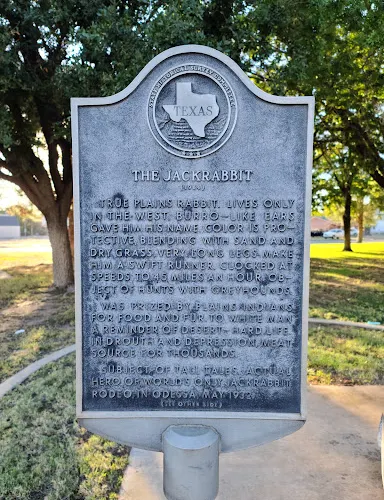 TEXAS
THE JACKRABBIT
TRUE PLAINS RABBIT. LIVES ONLY
IN THE WEST. BURRO-LIKE EARS
GAVE HIM HIS NAME. COLOR IS PRO-
TECTIVE, BLENDING WITH SAND AND
DRY GRASS. VERY LONG LEGS MAKE
HIM A SWIFT RUNNER, CLOCKED AT
SPEEDS TO 45 MILES AN HOUR. OB-
JECT OF HUNTS WITH GREYHOUNDS.
WAS PRIZED BY PLAINS INDIANS
FOR FOOD AND FUR. TO WHITE MAN
A REMINDER OF DESERT-HARD LIFE.
IN DROUTH AND DEPRESSION, MEAT
SOURCE FOR THOUSANDS.
SUBJECT OF TALL TALES. ACTUAL
HERO OF WORLD'S ONLY JACKRABBIT
RODEO, IN ODESSA, MAY 1932.
(SEE OTHER SIDE)